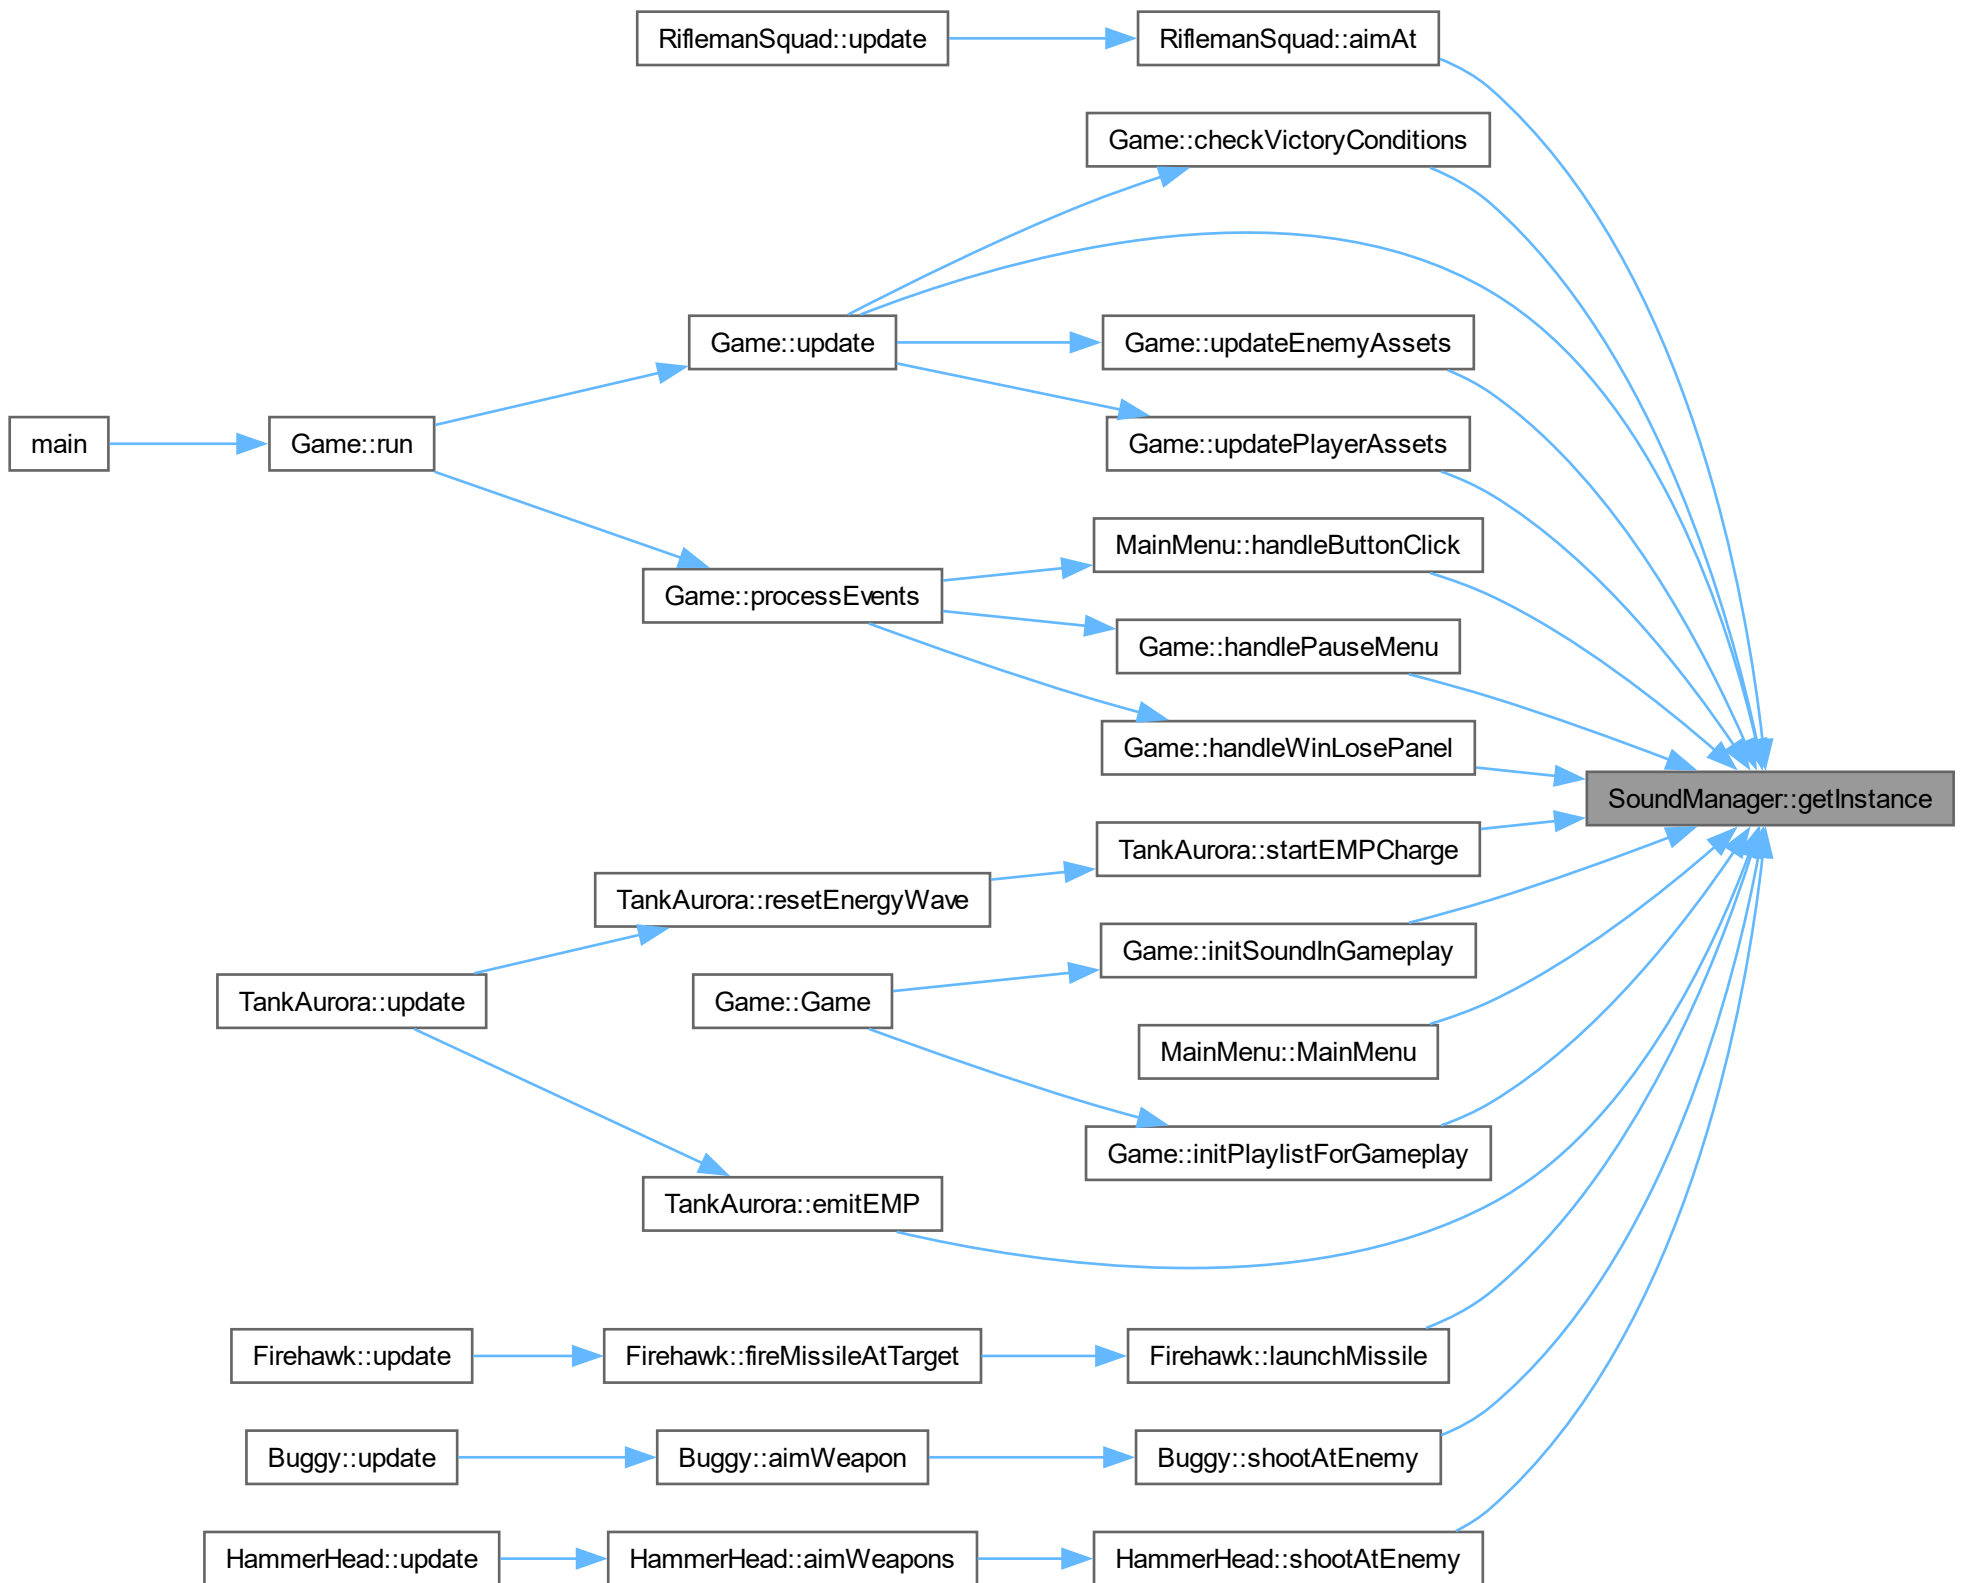 RiflemanSquad::update
RiflemanSquad::aimAt
Game::checkVictoryConditions
Game::update
Game::updateEnemyAssets
main
Game::run
Game::updatePlayerAssets
MainMenu::handleButtonClick
Game::processEvents
Game::handlePauseMenu
Game::handleWinLosePanel
SoundManager::getInstance
TankAurora::startEMPCharge
TankAurora::resetEnergyWave
Game::initSoundInGameplay
TankAurora::update
Game::Game
MainMenu::MainMenu
Game::initPlaylistForGameplay
TankAurora::emitEMP
Firehawk::update
Firehawk::fireMissileAtTarget
Firehawk::launchMissile
Buggy::update
Buggy::aimWeapon
Buggy::shootAtEnemy
HammerHead::update
HammerHead::aimWeapons
HammerHead::shootAtEnemy